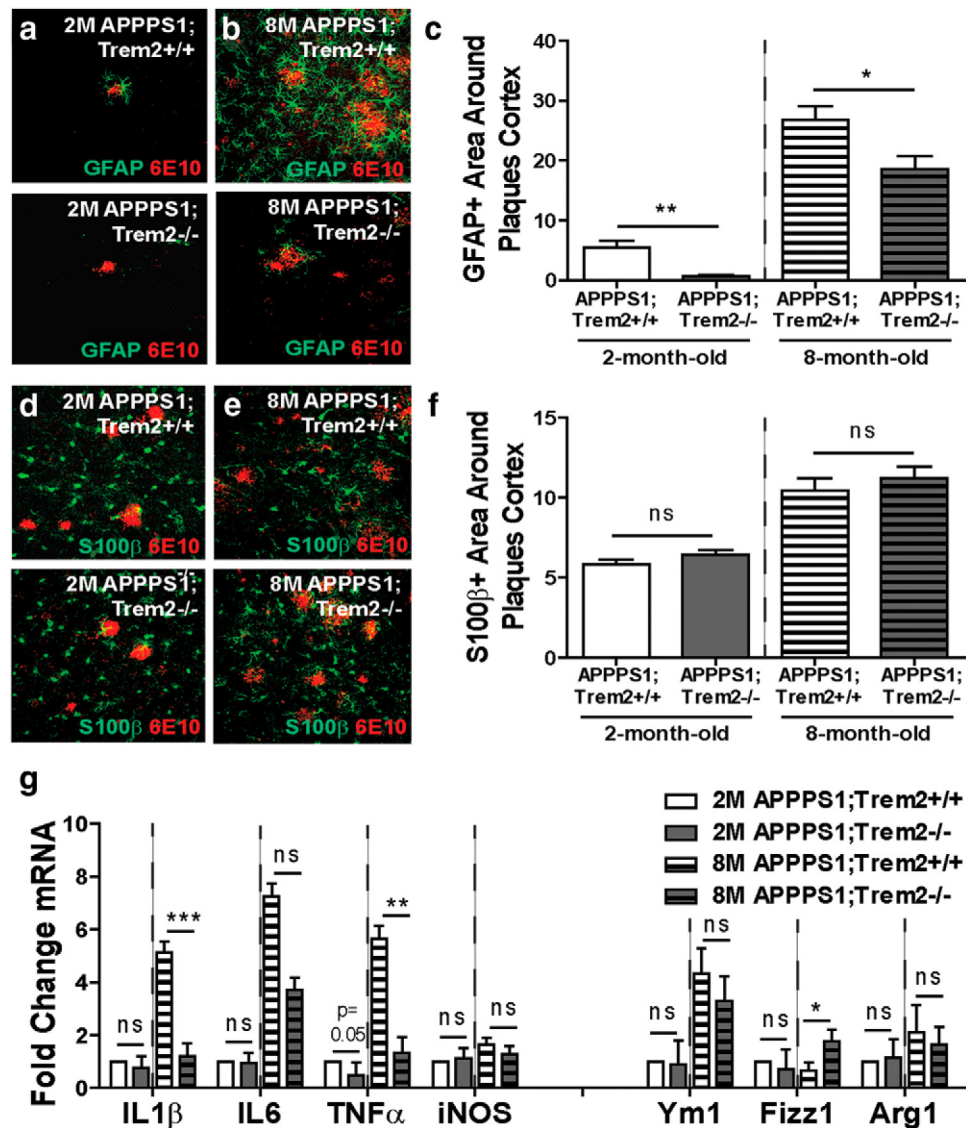 a
2M APPPS1;
Trem2+/+
GFAP 6E10
2M APPPS1;
Trem2-/-
GFAP 6E10
b
8M APPPS1;
Trem2+/+
GFAP 6E10
8M APPPS1;
Trem2-/-
GFAP 6E10
c
GFAP+ Area Around
Plaques Cortex
40
30
20
10
0
**
*
APPPS1;
Trem2+/+
APPPS1;
Trem2-/-
APPPS1;
Trem2+/+
APPPS1;
Trem2-/-
2-month-old
8-month-old
d
2M APPPS1;
Trem2+/+
S100β 6E10
2M APPPS1;
Trem2-/-
S100β 6E10
e
8M APPPS1;
Trem2+/+
S100β 6E10
8M APPPS1;
Trem2-/-
S100β 6E10
f
S100β+ Area Around
Plaques Cortex
15
10
5
0
ns
ns
APPPS1;
Trem2+/+
APPPS1;
Trem2-/-
APPPS1;
Trem2+/+
APPPS1;
Trem2-/-
2-month-old
8-month-old
g
2M APPPS1;Trem2+/+
2M APPPS1;Trem2-/-
8M APPPS1;Trem2+/+
8M APPPS1;Trem2-/-
Fold Change mRNA
10
8
6
4
2
0
ns
***
ns
ns
p=
0.05
**
ns
ns
ns
ns
ns
*
ns
ns
IL1β IL6 TNFα iNOS Ym1 Fizz1 Arg1